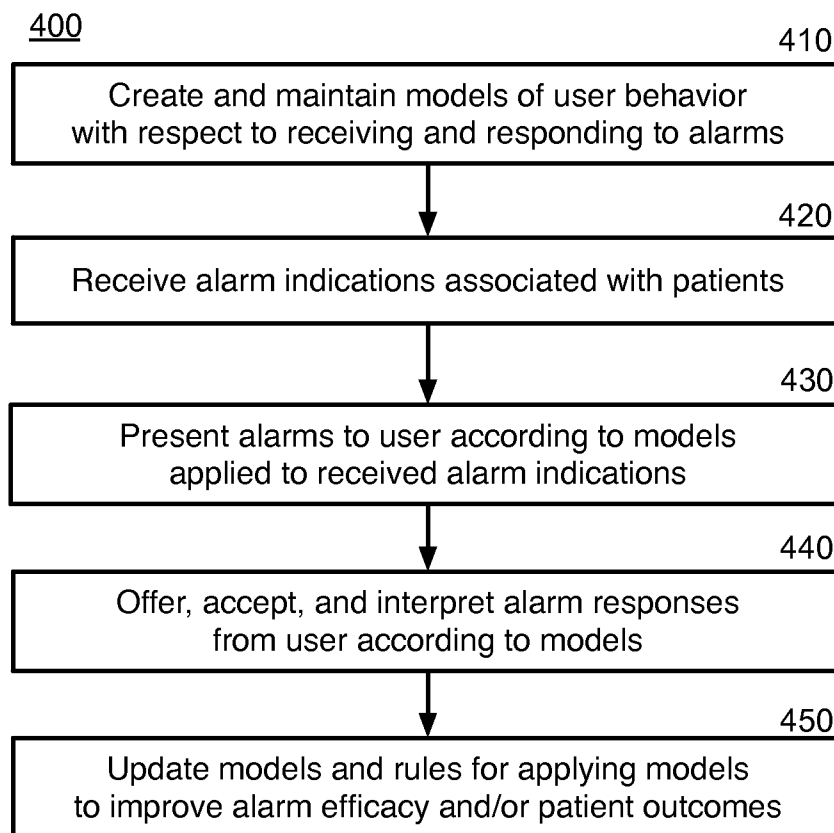 400
410
Create and maintain models of user behavior
with respect to receiving and responding to alarms
420
Receive alarm indications associated with patients
430
Present alarms to user according to models
applied to received alarm indications
440
Offer, accept, and interpret alarm responses
from user according to models
450
Update models and rules for applying models
to improve alarm efficacy and/or patient outcomes